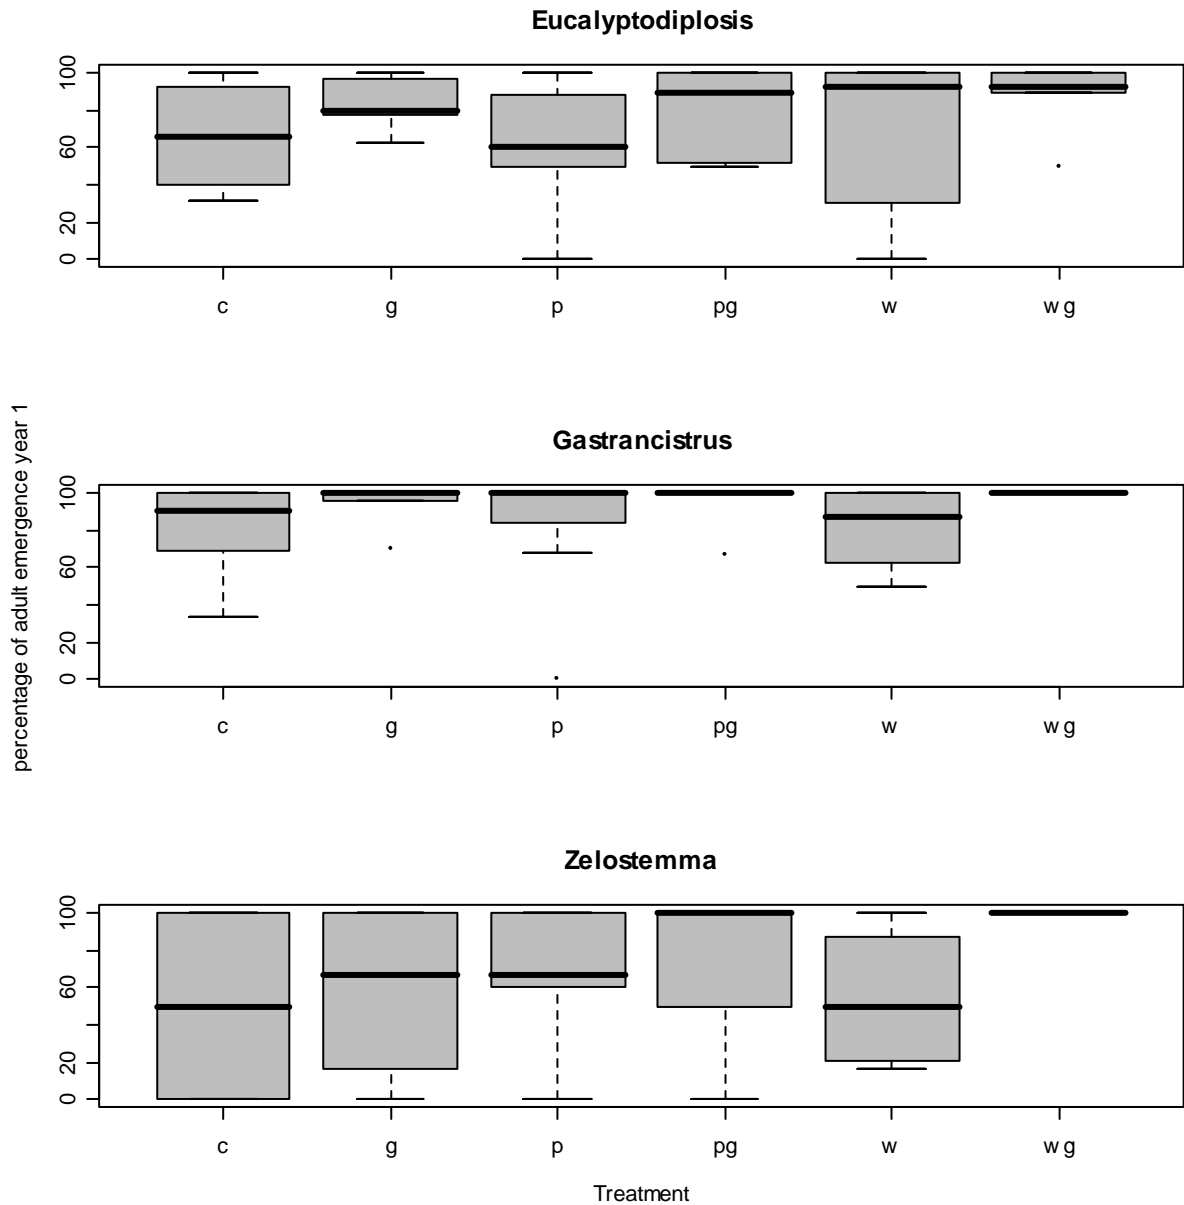 Eucalyptodiplosis
100
60
20
0
c g p pg w w g
percentage of adult emergence year 1
Gastrancistrus
100
60
20
0
c g p pg w w g
Zelostemma
100
60
20
0
c g p pg w w g
Treatment